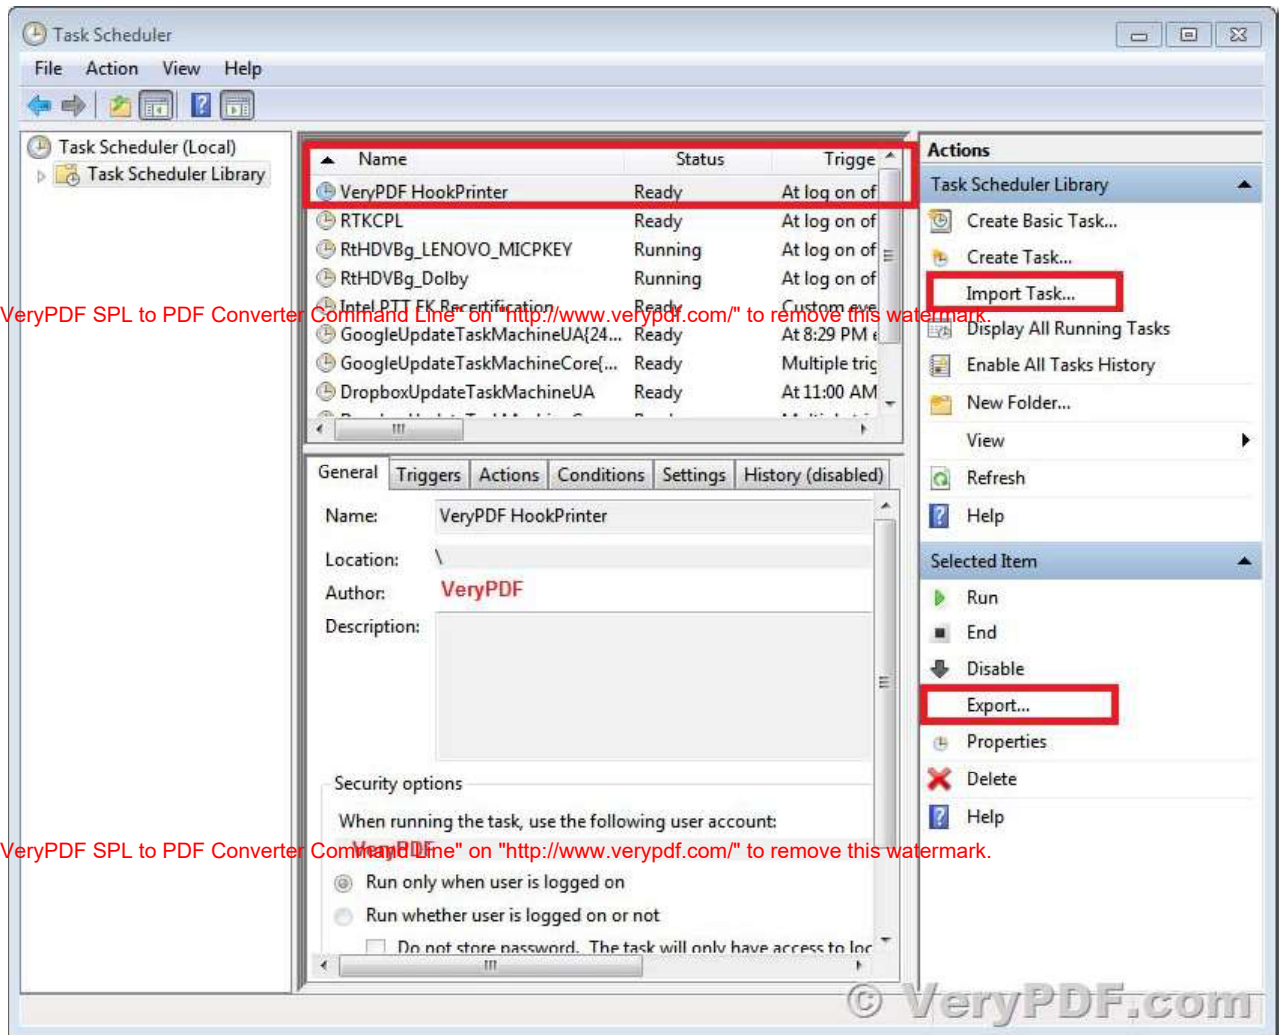 Task Scheduler
File Action View Help
Task Scheduler (Local)
Task Scheduler Library
Name Status Trigge
VeryPDF HookPrinter Ready At log on of
RTKCPL Ready At log on of
RtHDVBg_LENOVO_MICPKEY Running At log on of
RtHDVBg_Dolby Running At log on of
Intel PTT EK Recertification Ready Custom eve
VeryPDF SPL to PDF Converter Command Line" on "http://www.verypdf.com/" to remove this watermark.
GoogleUpdateTaskMachineUA{24... Ready At 8:29 PM e
GoogleUpdateTaskMachineCore{... Ready Multiple trig
DropboxUpdateTaskMachineUA Ready At 11:00 AM
General Triggers Actions Conditions Settings History (disabled)
Name: VeryPDF HookPrinter
Location: \
Author: VeryPDF
Description:
Security options
When running the task, use the following user account:
VeryPDF
VeryPDF SPL to PDF Converter Command Line" on "http://www.verypdf.com/" to remove this watermark.
Run only when user is logged on
Run whether user is logged on or not
Do not store password. The task will only have access to loc
Actions
Task Scheduler Library
Create Basic Task...
Create Task...
Import Task...
Display All Running Tasks
Enable All Tasks History
New Folder...
View
Refresh
Help
Selected Item
Run
End
Disable
Export...
Properties
Delete
Help
© VeryPDF.com